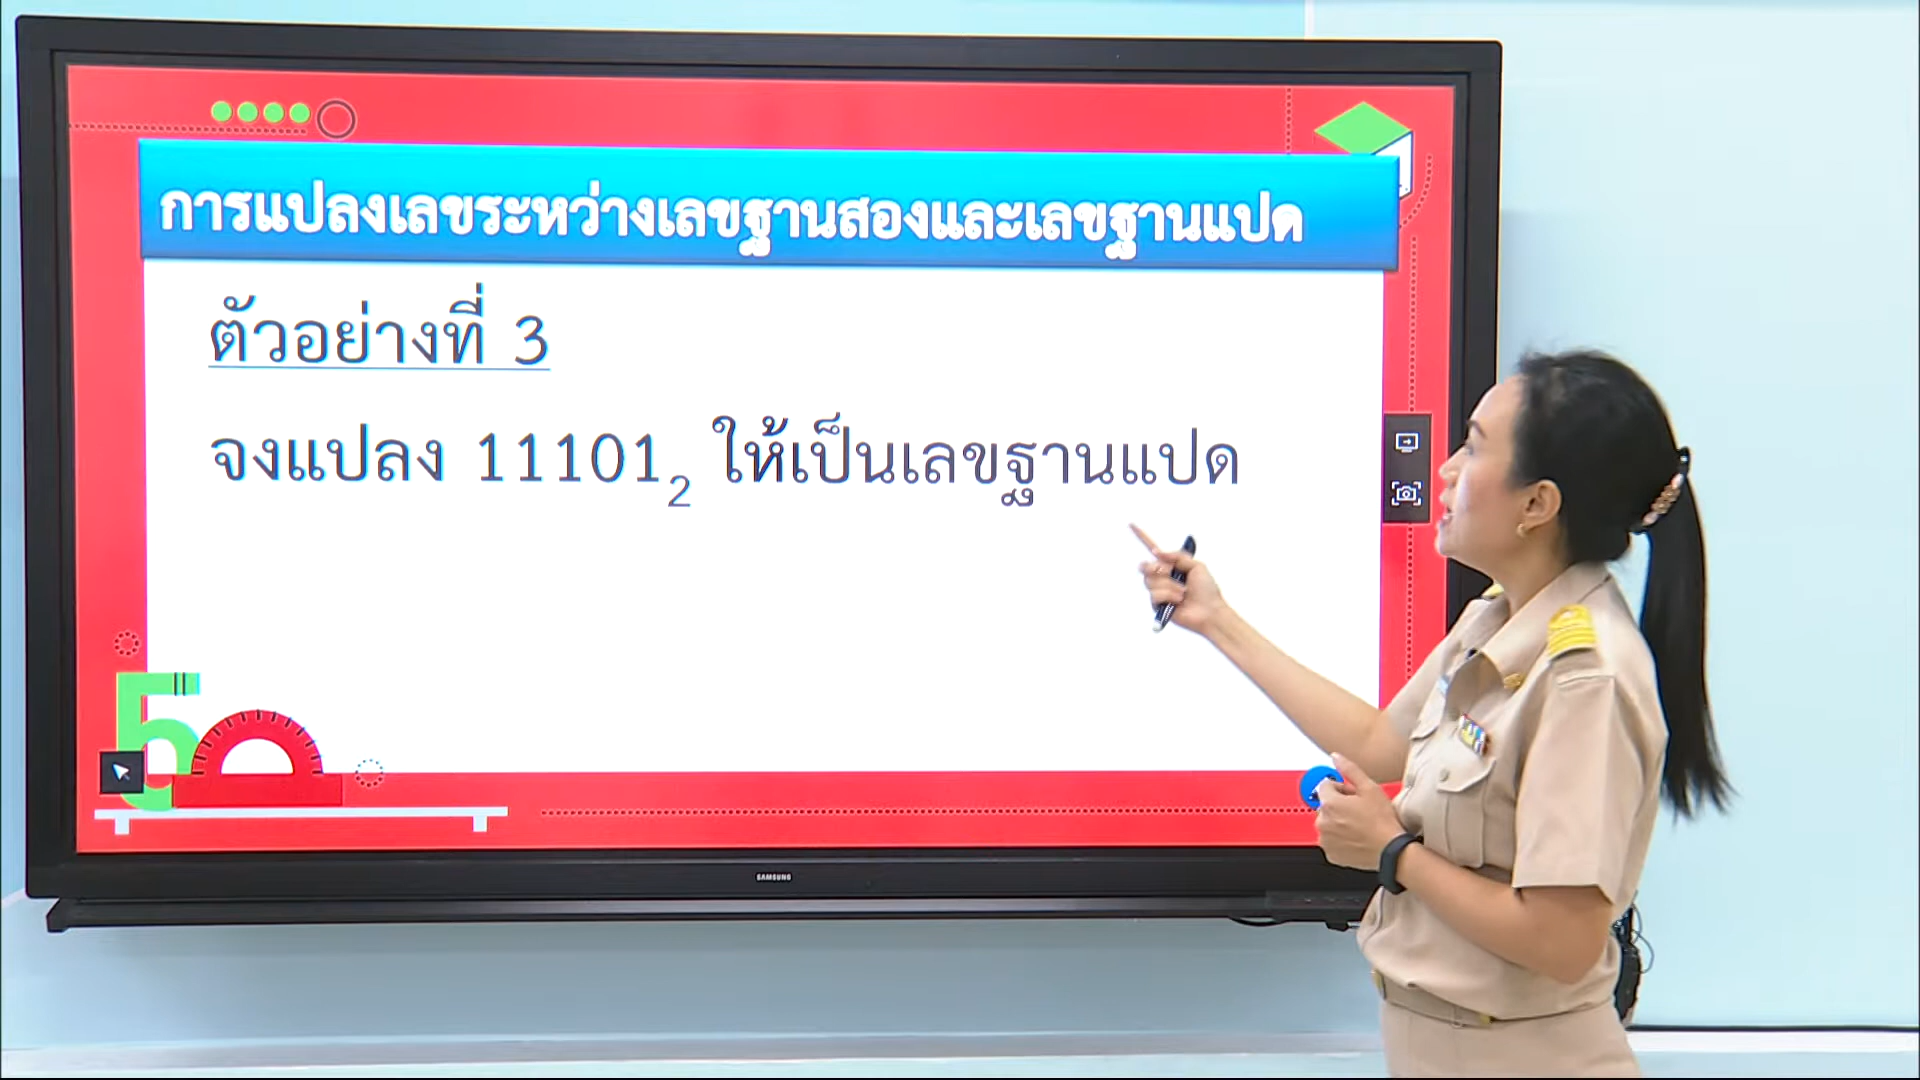 การแปลงเลขระหว่างเลขฐานสองและเลขฐานแปด
ตัวอย่างที่ 3
จงแปลง 11101₂ ให้เป็นเลขฐานแปด
5
SAMSUNG